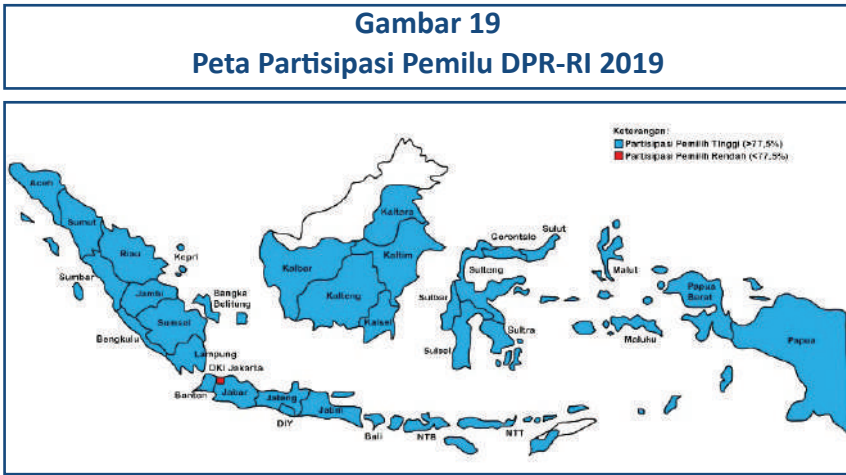 Gambar 19
Peta Partisipasi Pemilu DPR-RI 2019
Keterangan:
Partisipasi Pemilih Tinggi (>77,5%)
Partisipasi Pemilih Rendah (<77,5%)
Aceh
Sumut
Riau
Kepri
Sumbar
Jambi
Bangka
Belitung
Sumsel
Bengkulu
Lampung
DKI Jakarta
Banten
Jabar
Jateng
DIY
Jatim
Bali
NTB
NTT
Kaltara
Kalbar
Kaltim
Kalteng
Kalsel
Gorontalo
Sulut
Sulteng
Sulbar
Sultra
Sulsel
Malut
Maluku
Papua
Barat
Papua